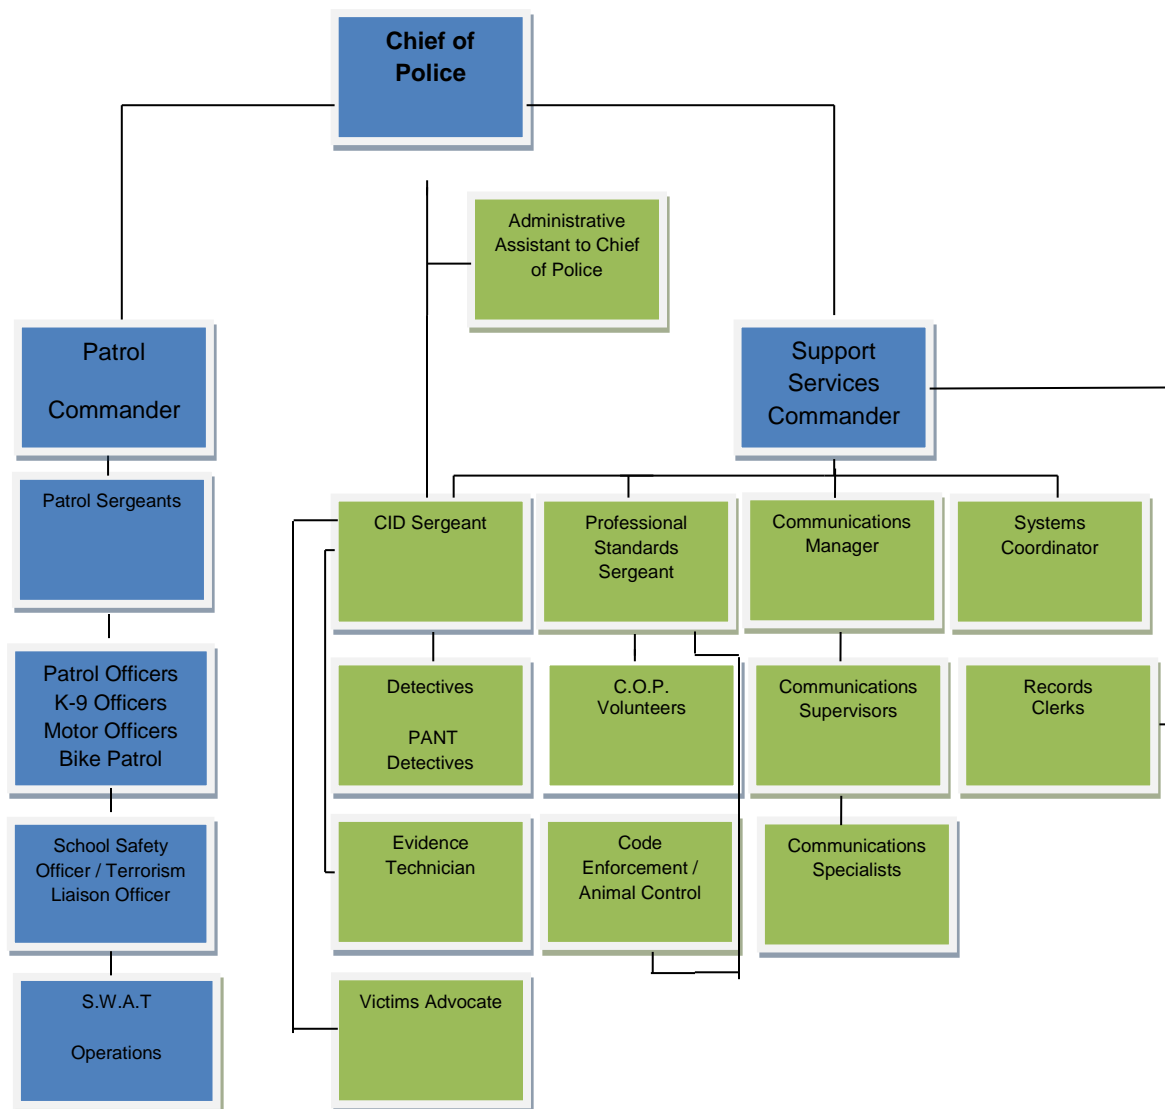 Chief of
Police
Administrative
Assistant to Chief
of Police
Patrol
Commander
Support
Services
Commander
Patrol Sergeants
CID Sergeant
Professional
Standards
Sergeant
Communications
Manager
Systems
Coordinator
Patrol Officers
K-9 Officers
Motor Officers
Bike Patrol
Detectives
PANT
Detectives
C.O.P.
Volunteers
Communications
Supervisors
Records
Clerks
School Safety
Officer / Terrorism
Liaison Officer
Evidence
Technician
Code
Enforcement /
Animal Control
Communications
Specialists
S.W.A.T
Operations
Victims Advocate